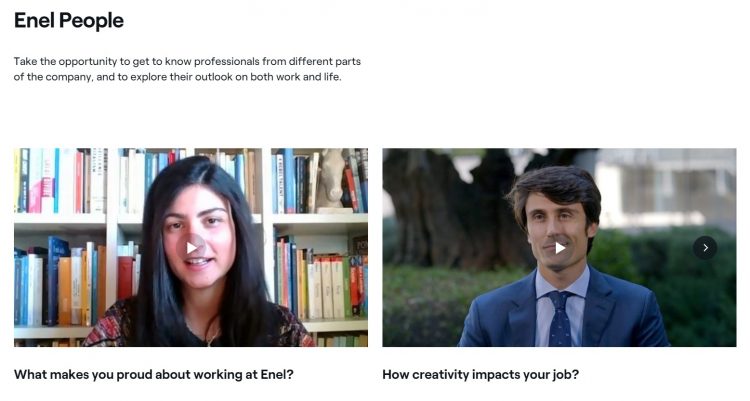 Enel People
Take the opportunity to get to know professionals from different parts
of the company, and to explore their outlook on both work and life.
What makes you proud about working at Enel?
How creativity impacts your job?